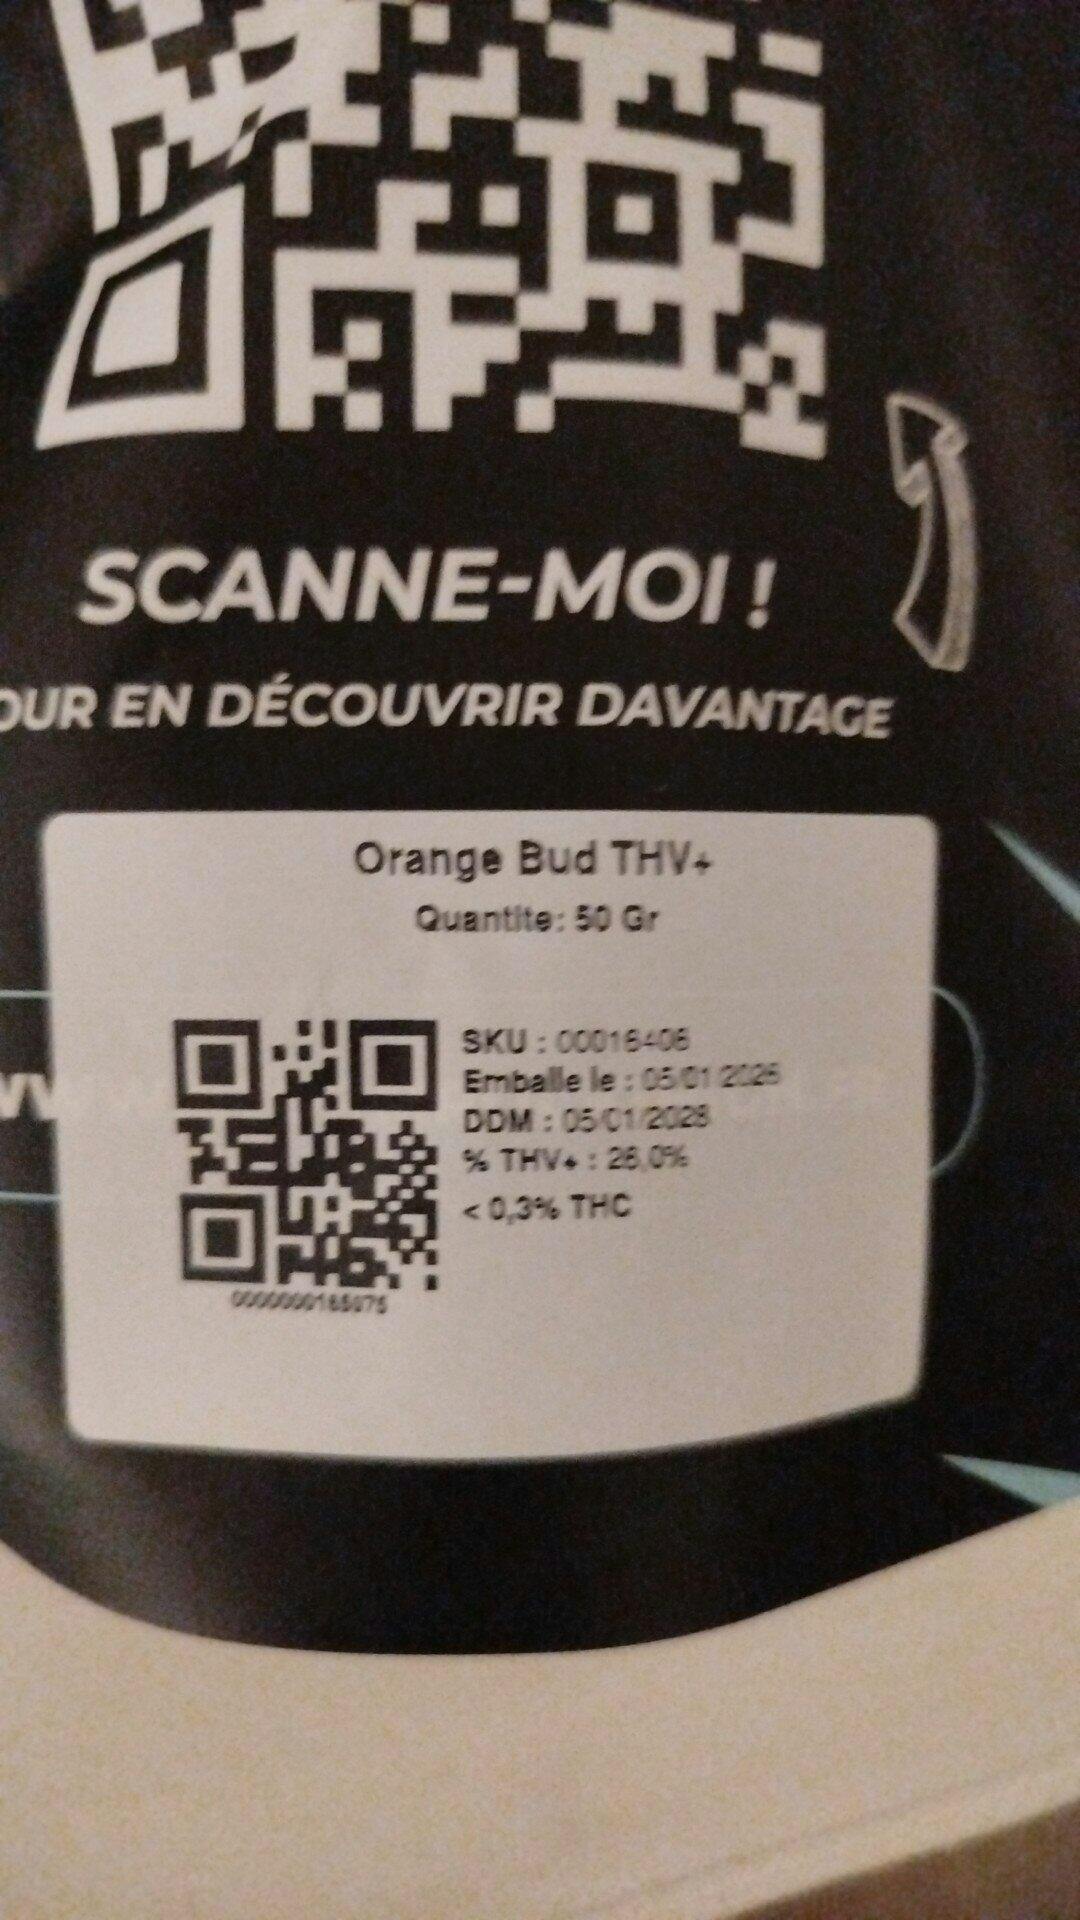 SCANNE-MOI !
OUR EN DÉCOUVRIR DAVANTAGE
Orange Bud THV+
Quantite: 50 Gr
SKU : 00016406
Emballe le : 05/01/2026
DDM : 05/01/2028
% THV+ : 26,0%
< 0,3% THC